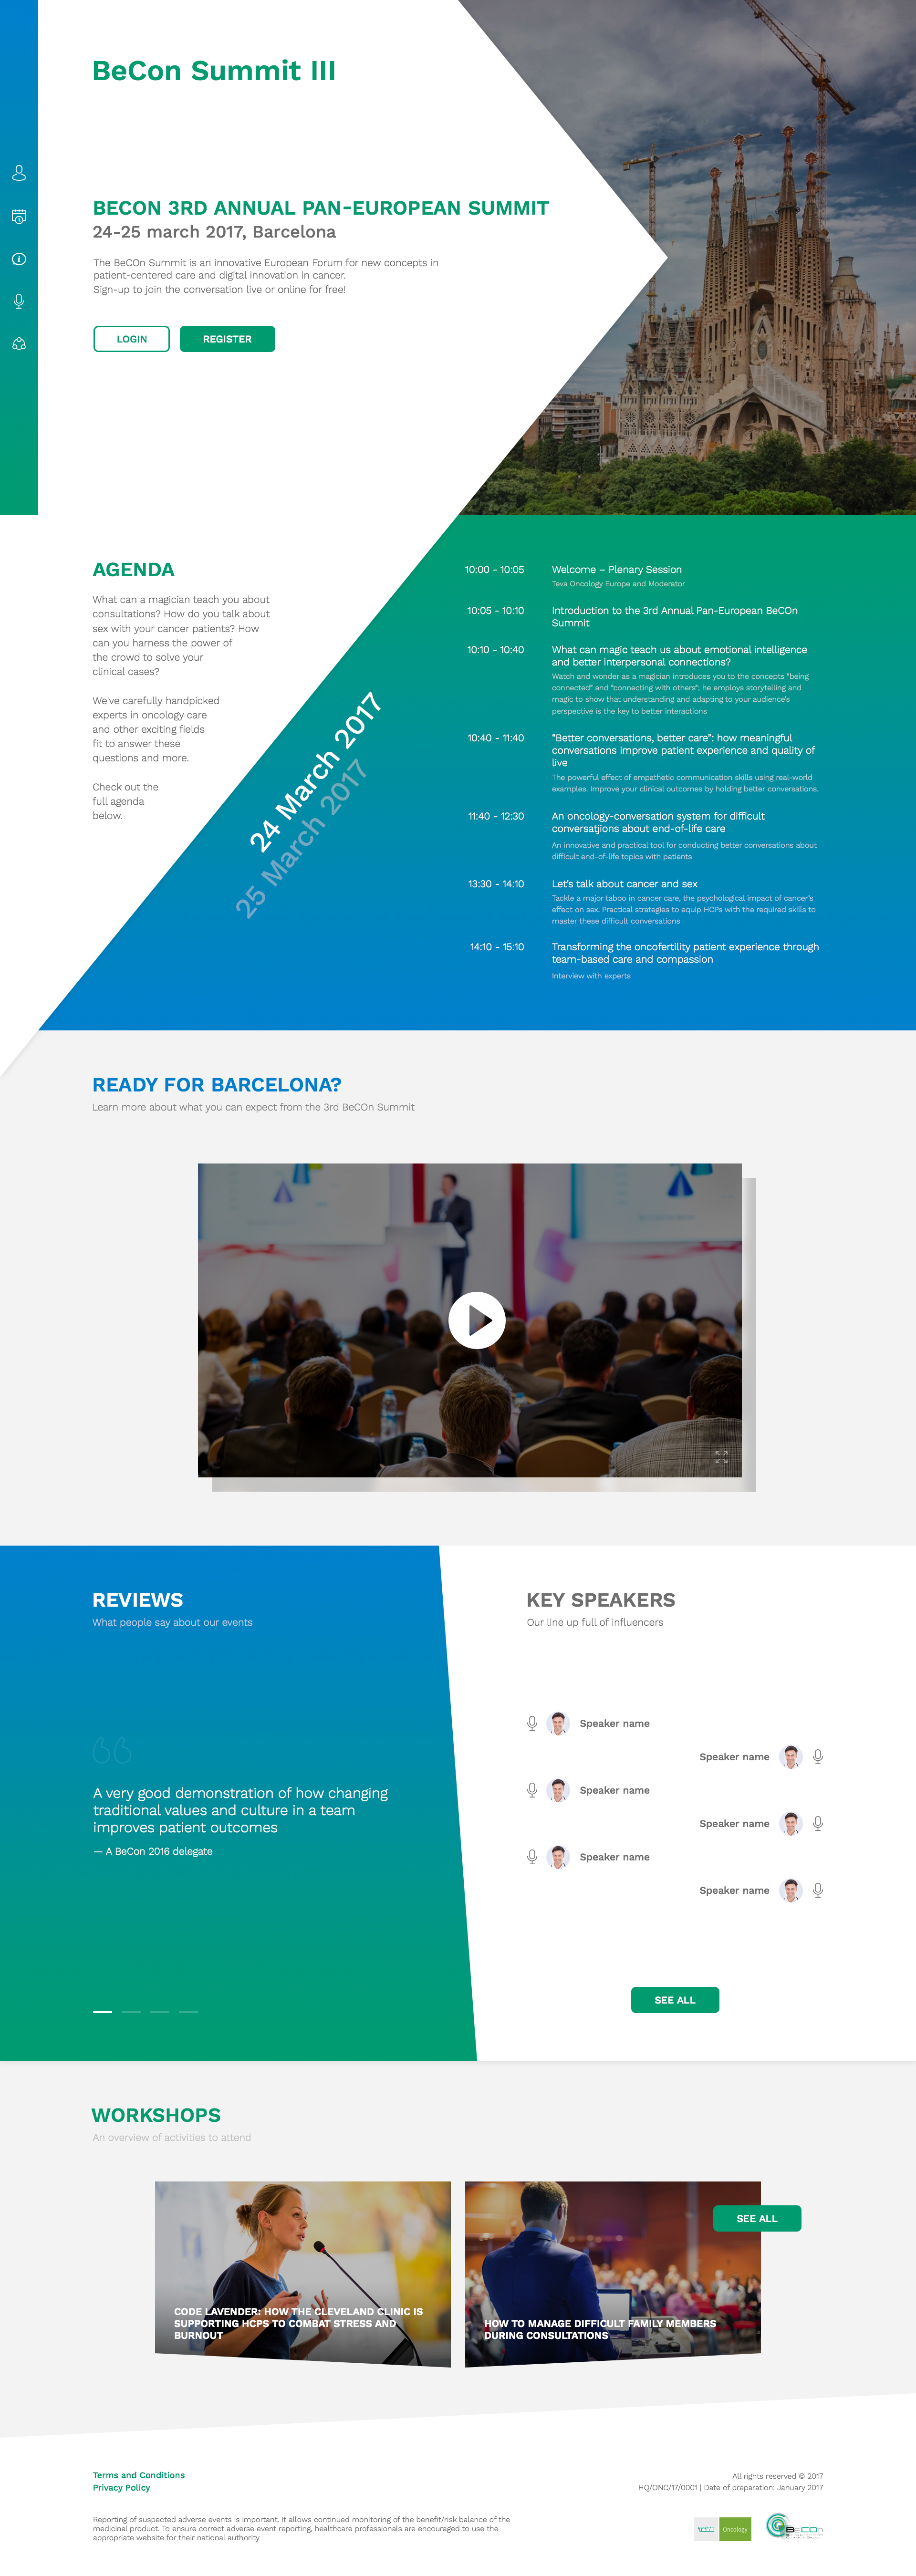 BeCon Summit III
BECON 3RD ANNUAL PAN-EUROPEAN SUMMIT
24-25 march 2017, Barcelona
The BeCOn Summit is an innovative European Forum for new concepts in
patient-centered care and digital innovation in cancer.
Sign-up to join the conversation live or online for free!
LOGIN
REGISTER
AGENDA
What can a magician teach you about
consultations? How do you talk about
sex with your cancer patients? How
can you harness the power of
the crowd to solve your
clinical cases?
We've carefully handpicked
experts in oncology care
and other exciting fields
fit to answer these
questions and more.
Check out the
full agenda
below.
24 March 2017
25 March 2017
10:00 - 10:05
Welcome – Plenary Session
Teva Oncology Europe and Moderator
10:05 - 10:10
Introduction to the 3rd Annual Pan-European BeCOn
Summit
10:10 - 10:40
What can magic teach us about emotional intelligence
and better interpersonal connections?
Watch and wonder as a magician introduces you to the concepts "being
connected" and "connecting with others"; he employs storytelling and
magic to show that understanding and adapting to your audience's
perspective is the key to better interactions
10:40 - 11:40
"Better conversations, better care": how meaningful
conversations improve patient experience and quality of
live
The powerful effect of empathetic communication skills using real-world
examples. Improve your clinical outcomes by holding better conversations.
11:40 - 12:30
An oncology-conversation system for difficult
conversatjions about end-of-life care
An innovative and practical tool for conducting better conversations about
difficult end-of-life topics with patients
13:30 - 14:10
Let's talk about cancer and sex
Tackle a major taboo in cancer care, the psychological impact of cancer's
effect on sex. Practical strategies to equip HCPs with the required skills to
master these difficult conversations
14:10 - 15:10
Transforming the oncofertility patient experience through
team-based care and compassion
Interview with experts
READY FOR BARCELONA?
Learn more about what you can expect from the 3rd BeCOn Summit
REVIEWS
What people say about our events
A very good demonstration of how changing
traditional values and culture in a team
improves patient outcomes
— A BeCon 2016 delegate
KEY SPEAKERS
Our line up full of influencers
Speaker name
Speaker name
Speaker name
Speaker name
Speaker name
Speaker name
SEE ALL
WORKSHOPS
An overview of activities to attend
SEE ALL
CODE LAVENDER: HOW THE CLEVELAND CLINIC IS
SUPPORTING HCPS TO COMBAT STRESS AND
BURNOUT
HOW TO MANAGE DIFFICULT FAMILY MEMBERS
DURING CONSULTATIONS
Terms and Conditions
Privacy Policy
All rights reserved © 2017
HQ/ONC/17/0001 | Date of preparation: January 2017
Reporting of suspected adverse events is important. It allows continued monitoring of the benefit/risk balance of the
medicinal product. To ensure correct adverse event reporting, healthcare professionals are encouraged to use the
appropriate website for their national authority
Oncology
BeCOn